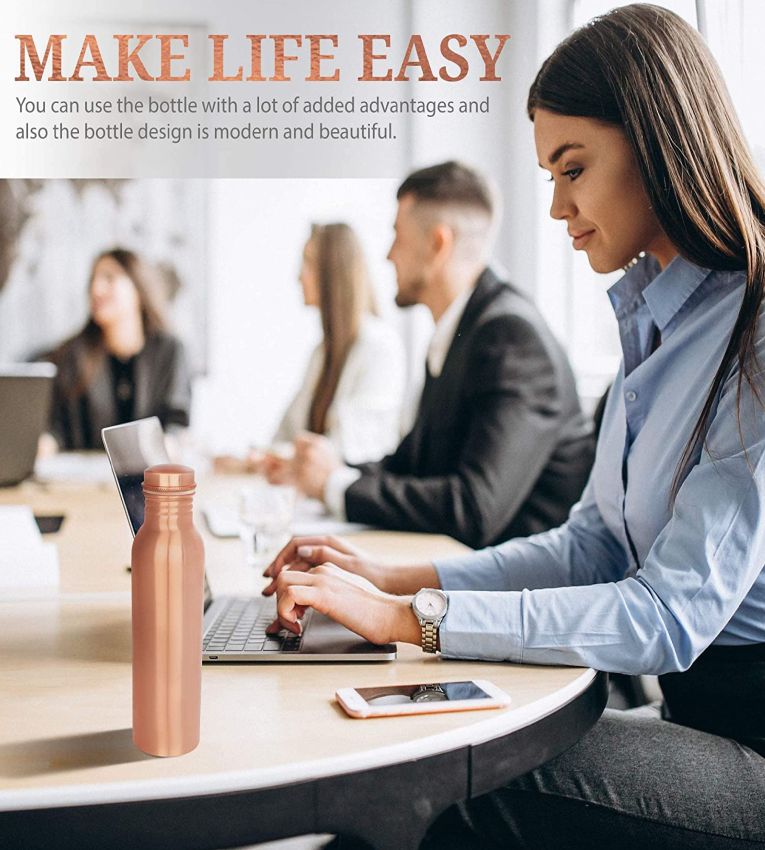 MAKE LIFE EASY
You can use the bottle with a lot of added advantages and
also the bottle design is modern and beautiful.